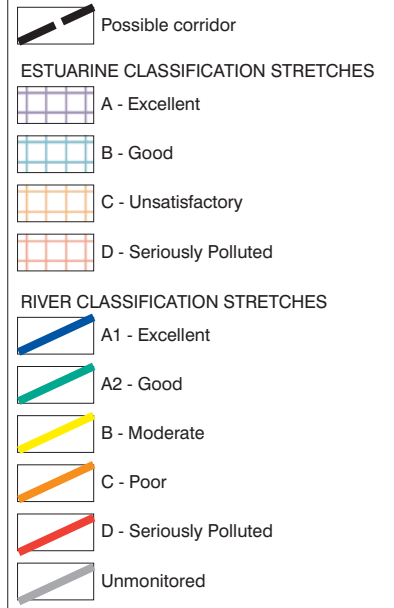 Possible corridor
ESTUARINE CLASSIFICATION STRETCHES
A - Excellent
B - Good
C - Unsatisfactory
D - Seriously Polluted
RIVER CLASSIFICATION STRETCHES
A1 - Excellent
A2 - Good
B - Moderate
C - Poor
D - Seriously Polluted
Unmonitored